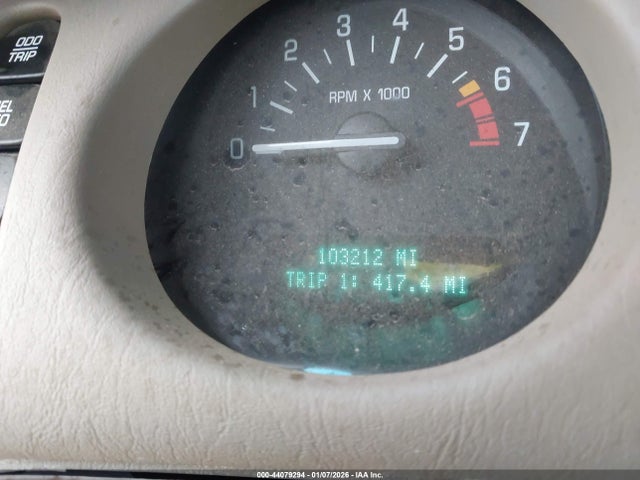 ODO
TRIP
0 1 2 3 4 5 6 7
RPM X 1000
103212 MI
TRIP 1: 417.4 MI
000-44079294 - 01/07/2026 - IAA Inc.